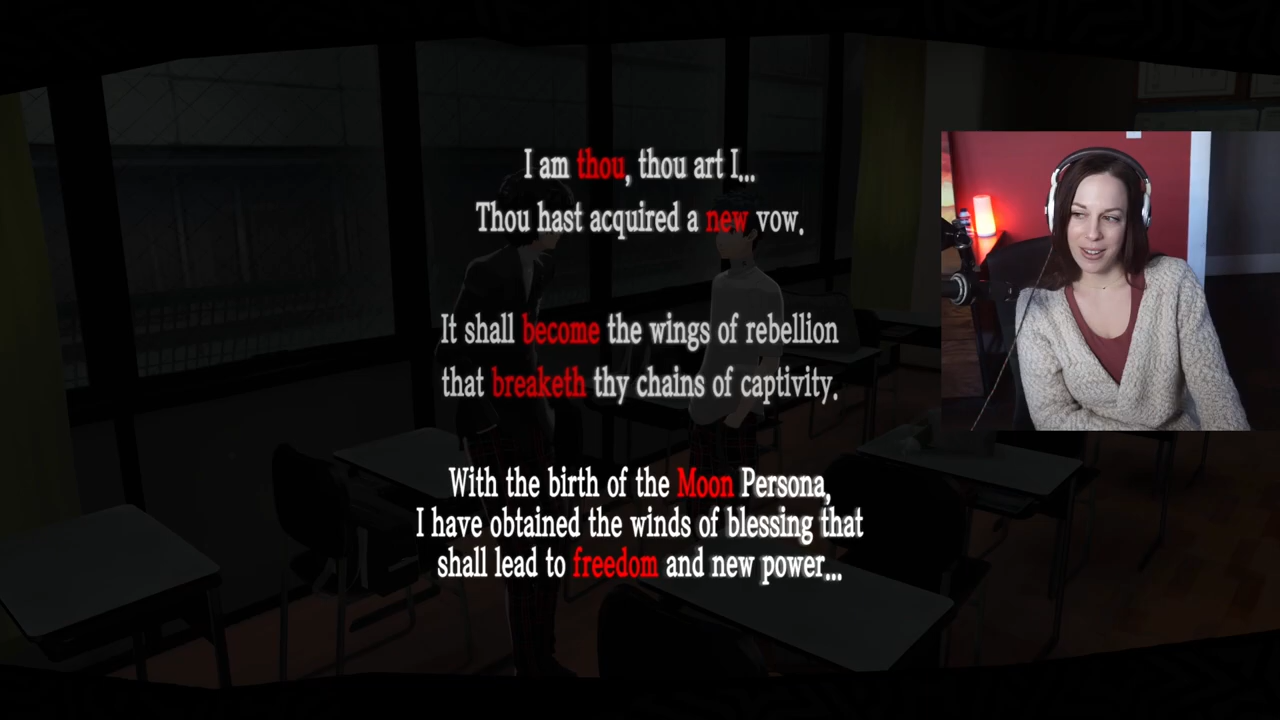 I am thou, thou art I...
Thou hast acquired a new vow.
It shall become the wings of rebellion
that breaketh thy chains of captivity.
With the birth of the Moon Persona,
I have obtained the winds of blessing that
shall lead to freedom and new power...